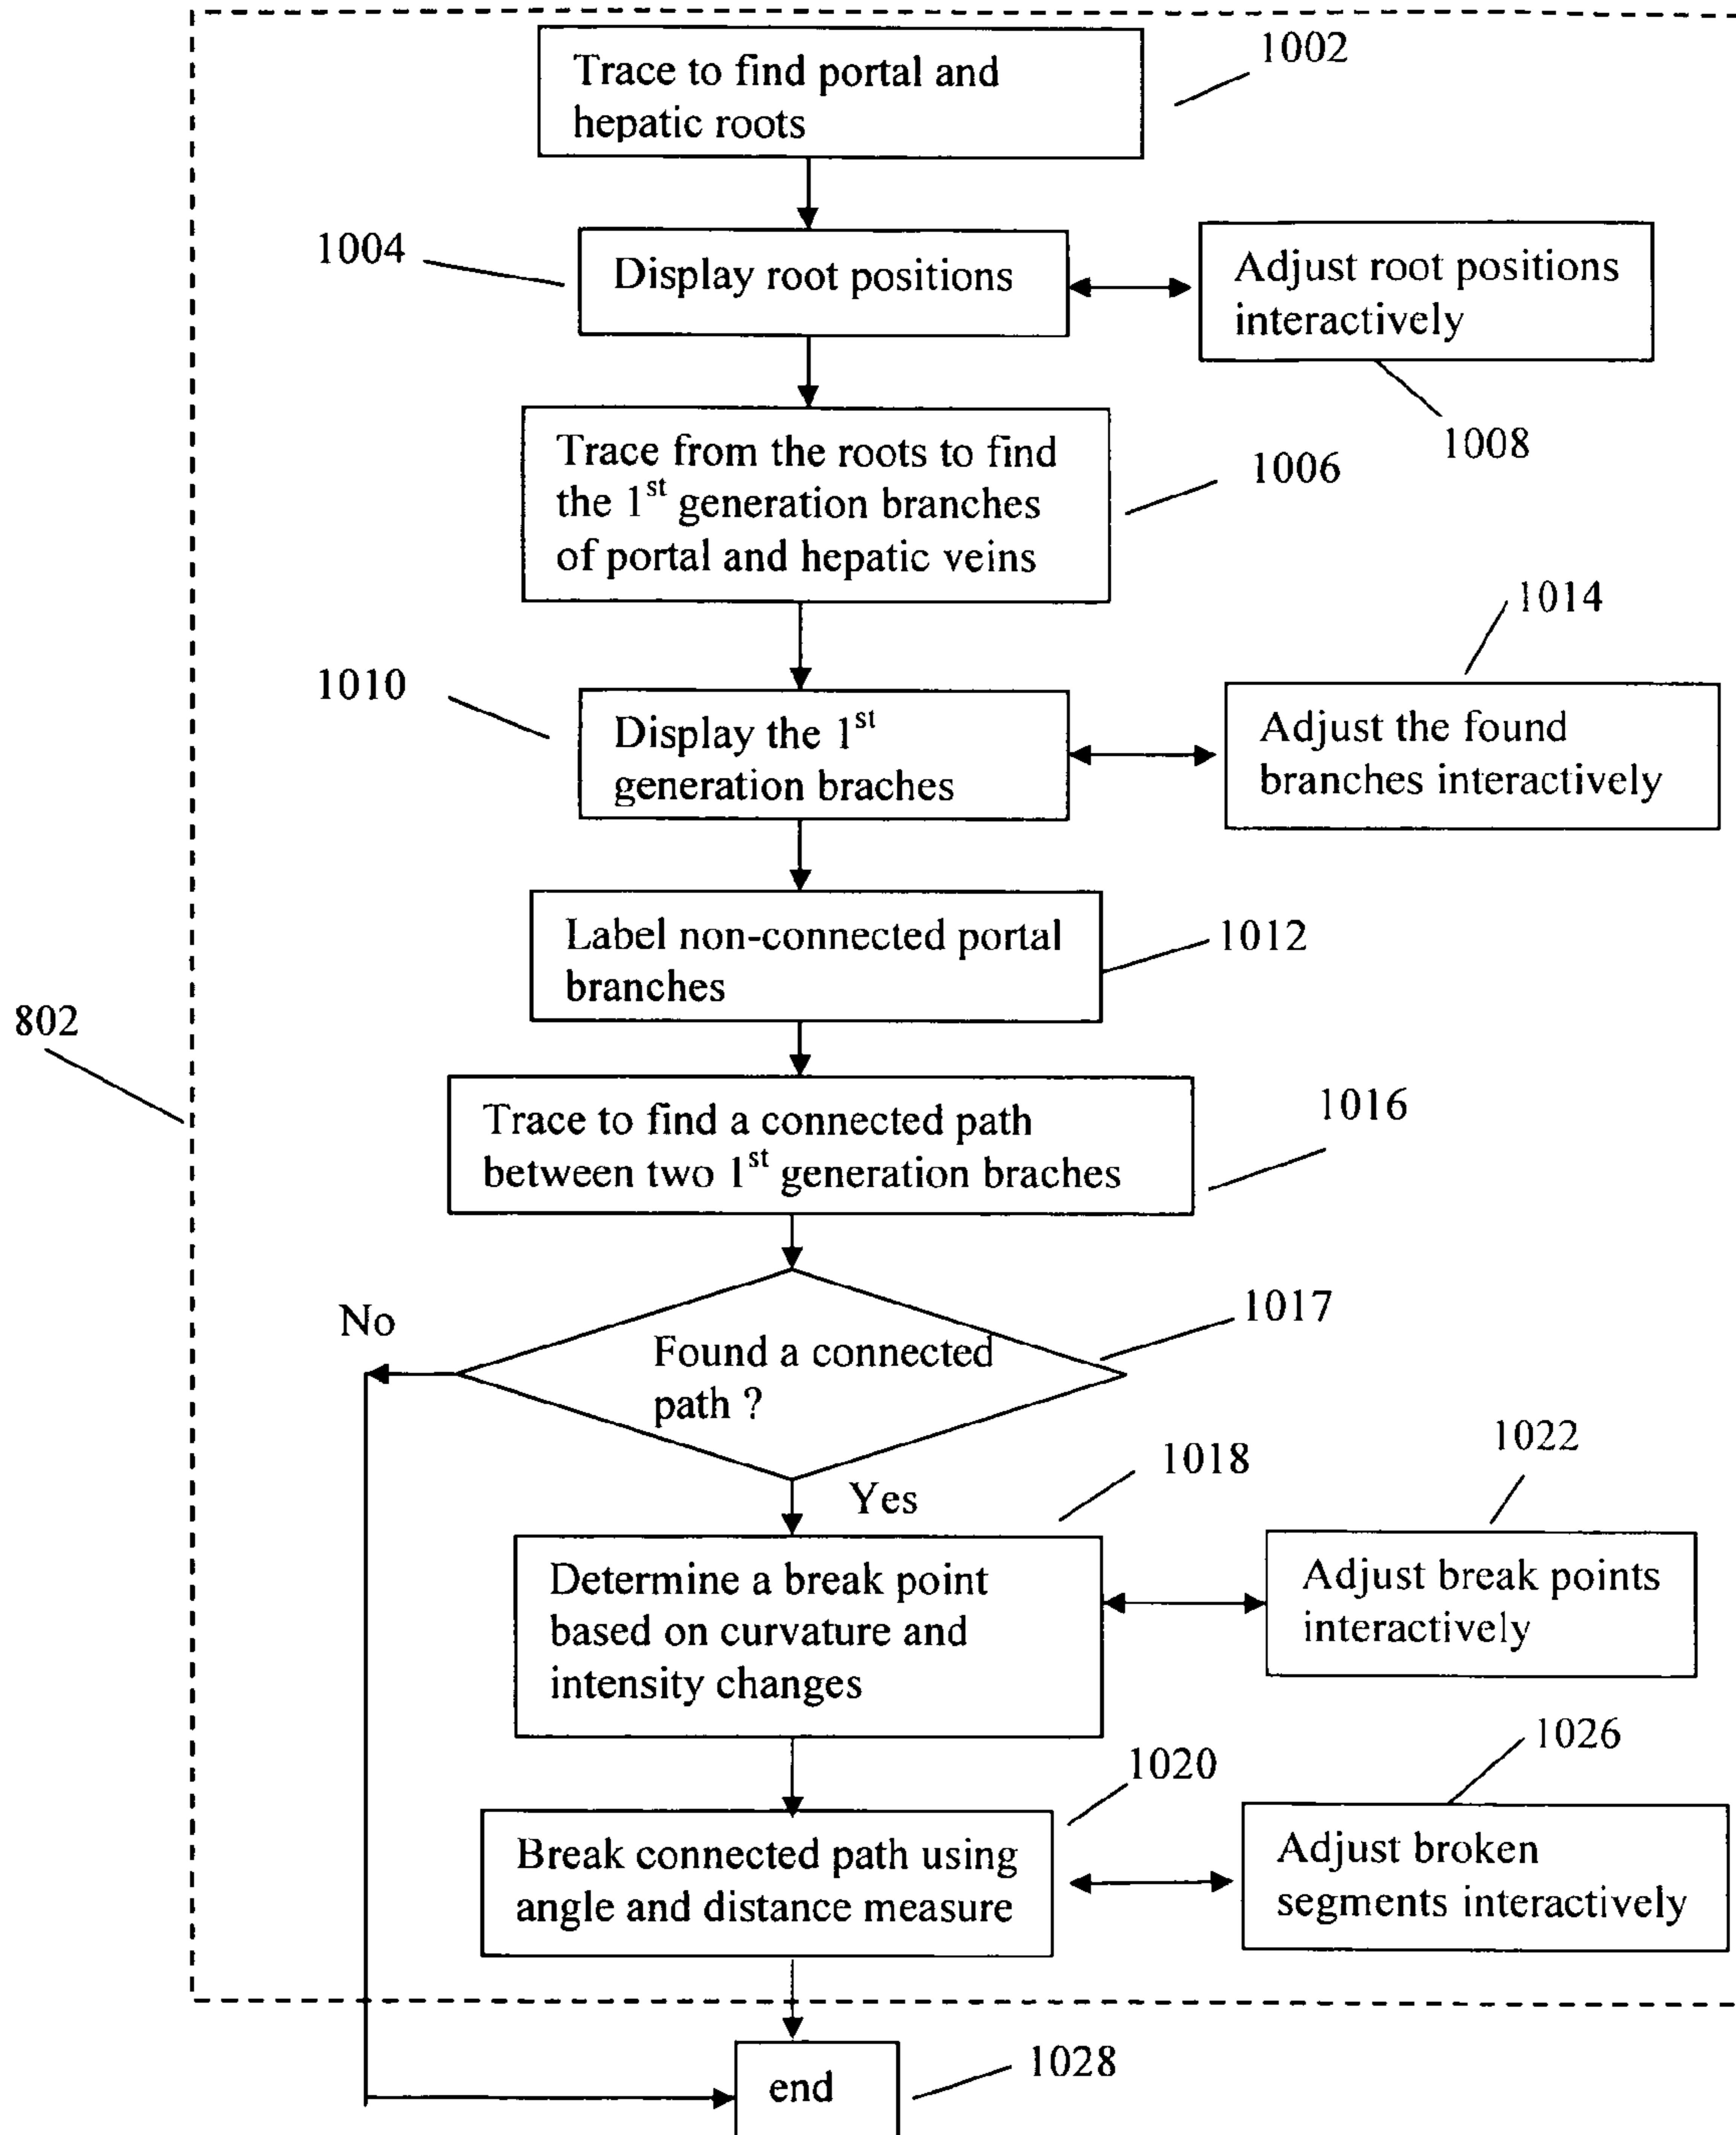 Trace to find portal and
hepatic roots
1002
1004
Display root positions
Adjust root positions
interactively
1008
Trace from the roots to find
the 1st generation branches
of portal and hepatic veins
1006
1014
1010
Display the 1st
generation braches
Adjust the found
branches interactively
Label non-connected portal
branches
1012
802
Trace to find a connected path
between two 1st generation braches
1016
No
Found a connected
path ?
1017
Yes
1018
1022
Determine a break point
based on curvature and
intensity changes
Adjust break points
interactively
1020
1026
Break connected path using
angle and distance measure
Adjust broken
segments interactively
end
1028